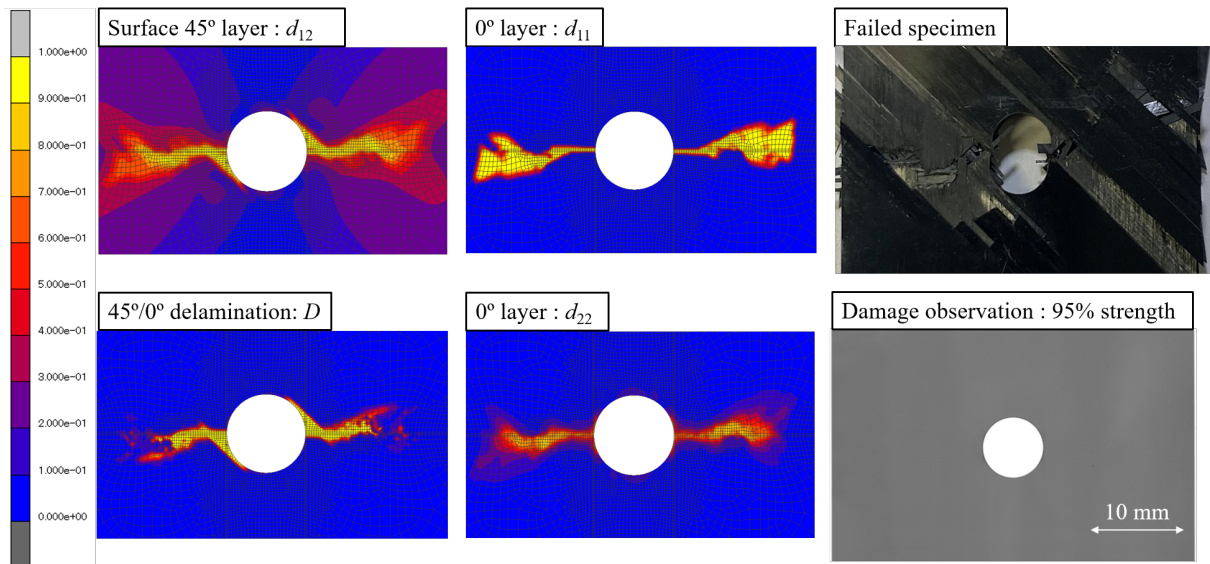 Surface 45º layer : d12
0º layer : d11
Failed specimen
1.000e+00
9.000e-01
8.000e-01
7.000e-01
6.000e-01
5.000e-01
4.000e-01
3.000e-01
2.000e-01
1.000e-01
0.000e+00
45º/0º delamination: D
0º layer : d22
Damage observation : 95% strength
10 mm